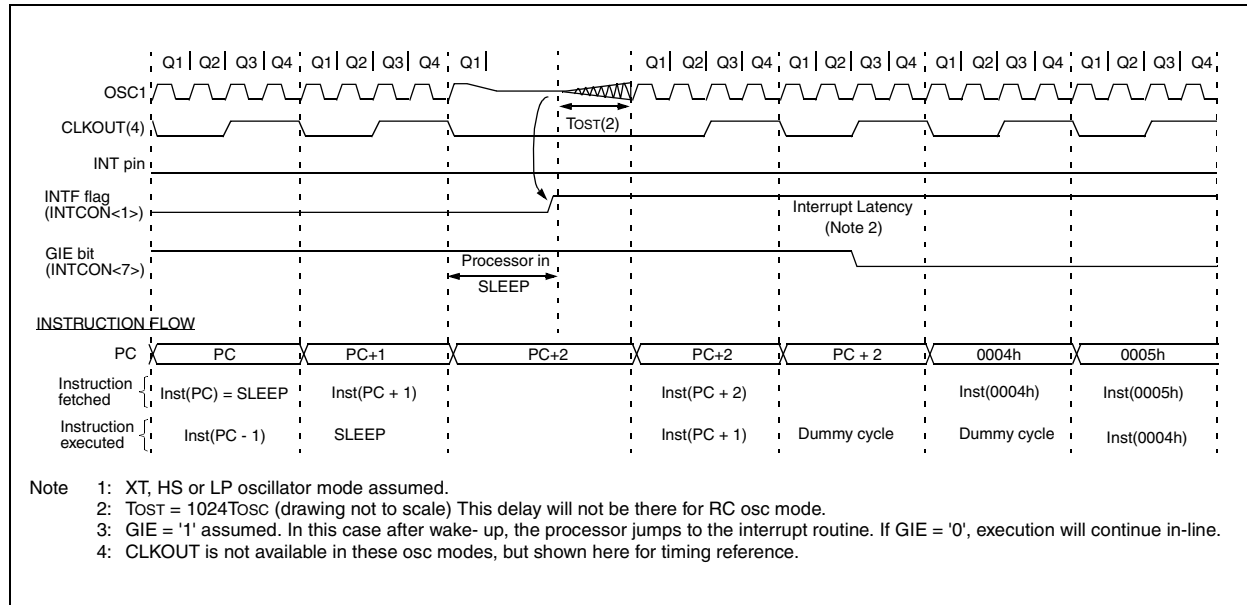 Q1 Q2 Q3 Q4 Q1 Q2 Q3 Q4 Q1 Q1 Q2 Q3 Q4 Q1 Q2 Q3 Q4 Q1 Q2 Q3 Q4 Q1 Q2 Q3 Q4
OSC1
TOST(2)
CLKOUT(4)
INT pin
INTF flag
(INTCON<1>)
Interrupt Latency
(Note 2)
GIE bit
(INTCON<7>)
Processor in
SLEEP
INSTRUCTION FLOW
PC PC PC+1 PC+2 PC+2 PC + 2 0004h 0005h
Instruction
fetched
Inst(PC) = SLEEP Inst(PC + 1) Inst(PC + 2) Inst(0004h) Inst(0005h)
Instruction
executed
Inst(PC - 1) SLEEP Inst(PC + 1) Dummy cycle Dummy cycle Inst(0004h)
Note 1: XT, HS or LP oscillator mode assumed.
2: TOST = 1024TOSC (drawing not to scale) This delay will not be there for RC osc mode.
3: GIE = '1' assumed. In this case after wake- up, the processor jumps to the interrupt routine. If GIE = '0', execution will continue in-line.
4: CLKOUT is not available in these osc modes, but shown here for timing reference.